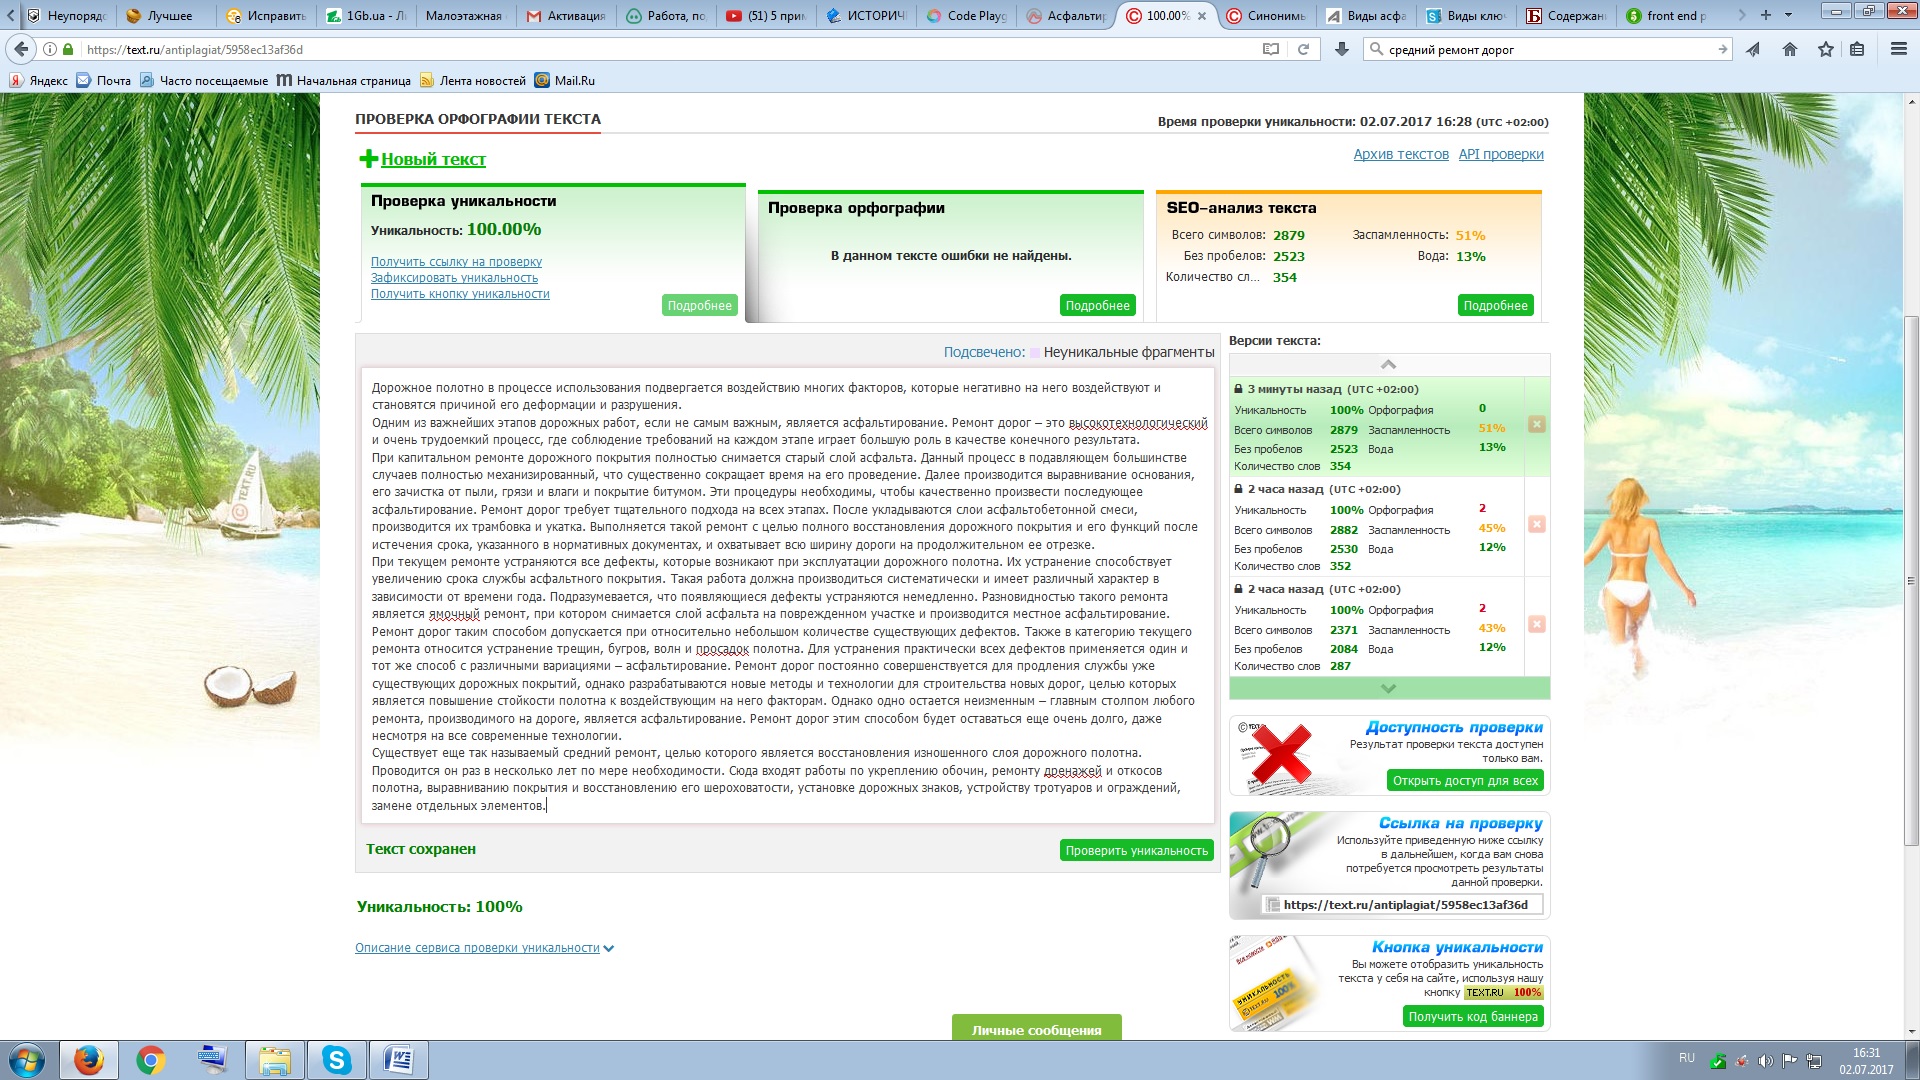 Неупорядс
Лучшее
Исправить
1Gb.ua - Ли
Малоэтажная
Активация
Работа, по
(51) 5 прим
ИСТОРИЧ
Code Playg
Асфальтир
100.00%
Синонимы
Виды асфа
Виды ключ
Содержани
front end р
https://text.ru/antiplagiat/5958ec13af36d
средний ремонт дорог
Яндекс
Почта
Часто посещаемые
Начальная страница
Лента новостей
Mail.Ru
ПРОВЕРКА ОРФОГРАФИИ ТЕКСТА
Время проверки уникальности: 02.07.2017 16:28 (UTC +02:00)
Новый текст
Архив текстов API проверки
Проверка уникальности
Уникальность: 100.00%
Получить ссылку на проверку
Зафиксировать уникальность
Получить кнопку уникальности
Подробнее
Проверка орфографии
В данном тексте ошибки не найдены.
Подробнее
SEO-анализ текста
Всего символов: 2879 Заспамленность: 51%
Без пробелов: 2523 Вода: 13%
Количество сл... 354
Подробнее
Подсвечено: Неуникальные фрагменты
Дорожное полотно в процессе использования подвергается воздействию многих факторов, которые негативно на него воздействуют и
становятся причиной его деформации и разрушения.
Одним из важнейших этапов дорожных работ, если не самым важным, является асфальтирование. Ремонт дорог – это высокотехнологический
и очень трудоемкий процесс, где соблюдение требований на каждом этапе играет большую роль в качестве конечного результата.
При капитальном ремонте дорожного покрытия полностью снимается старый слой асфальта. Данный процесс в подавляющем большинстве
случаев полностью механизированный, что существенно сокращает время на его проведение. Далее производится выравнивание основания,
его зачистка от пыли, грязи и влаги и покрытие битумом. Эти процедуры необходимы, чтобы качественно произвести последующее
асфальтирование. Ремонт дорог требует тщательного подхода на всех этапах. После укладываются слои асфальтобетонной смеси,
производится их трамбовка и укатка. Выполняется такой ремонт с целью полного восстановления дорожного покрытия и его функций после
истечения срока, указанного в нормативных документах, и охватывает всю ширину дороги на продолжительном ее отрезке.
При текущем ремонте устраняются все дефекты, которые возникают при эксплуатации дорожного полотна. Их устранение способствует
увеличению срока службы асфальтного покрытия. Такая работа должна производиться систематически и имеет различный характер в
зависимости от времени года. Подразумевается, что появляющиеся дефекты устраняются немедленно. Разновидностью такого ремонта
является ямочный ремонт, при котором снимается слой асфальта на поврежденном участке и производится местное асфальтирование.
Ремонт дорог таким способом допускается при относительно небольшом количестве существующих дефектов. Также в категорию текущего
ремонта относится устранение трещин, бугров, волн и просадок полотна. Для устранения практически всех дефектов применяется один и
тот же способ с различными вариациями – асфальтирование. Ремонт дорог постоянно совершенствуется для продления службы уже
существующих дорожных покрытий, однако разрабатываются новые методы и технологии для строительства новых дорог, целью которых
является повышение стойкости полотна к воздействующим на него факторам. Однако одно остается неизменным – главным столпом любого
ремонта, производимого на дороге, является асфальтирование. Ремонт дорог этим способом будет оставаться еще очень долго, даже
несмотря на все современные технологии.
Существует еще так называемый средний ремонт, целью которого является восстановления изношенного слоя дорожного полотна.
Проводится он раз в несколько лет по мере необходимости. Сюда входят работы по укреплению обочин, ремонту дренажей и откосов
полотна, выравниванию покрытия и восстановлению его шероховатости, установке дорожных знаков, устройству тротуаров и ограждений,
замене отдельных элементов.
Текст сохранен
Проверить уникальность
Уникальность: 100%
Описание сервиса проверки уникальности
Личные сообщения
Версии текста:
3 минуты назад (UTC +02:00)
Уникальность 100% Орфография 0
Всего символов 2879 Заспамленность 51%
Без пробелов 2523 Вода 13%
Количество слов 354
2 часа назад (UTC +02:00)
Уникальность 100% Орфография 2
Всего символов 2882 Заспамленность 45%
Без пробелов 2530 Вода 12%
Количество слов 352
2 часа назад (UTC +02:00)
Уникальность 100% Орфография 2
Всего символов 2371 Заспамленность 43%
Без пробелов 2084 Вода 12%
Количество слов 287
Доступность проверки
Результат проверки текста доступен
только вам.
Открыть доступ для всех
Ссылка на проверку
Используйте приведенную ниже ссылку
в дальнейшем, когда вам снова
потребуется просмотреть результаты
данной проверки.
https://text.ru/antiplagiat/5958ec13af36d
Кнопка уникальности
Вы можете отобразить уникальность
текста у себя на сайте, используя нашу
кнопку TEXT.RU 100%
Получить код баннера
УНИКАЛЬНОСТЬ
100%
TEXT.RU
RU
16:31
02.07.2017